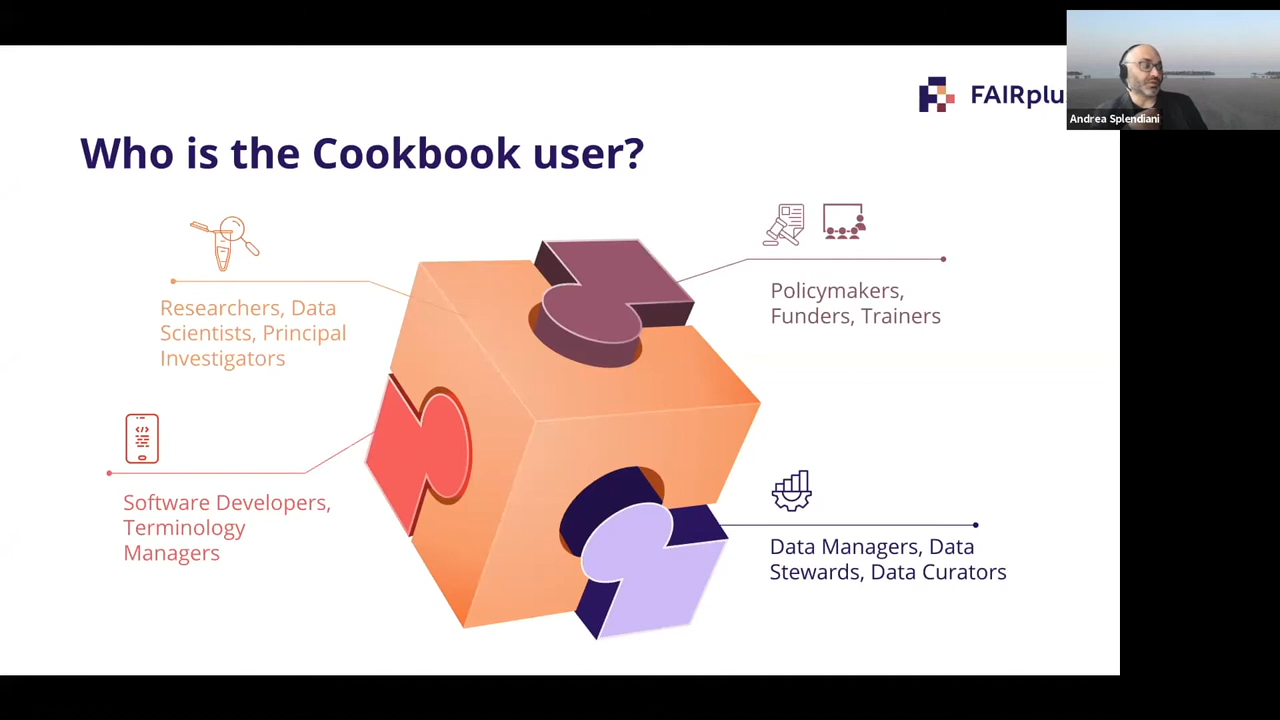 FAIRplu
Andrea Splendiani
Who is the Cookbook user?
Researchers, Data
Scientists, Principal
Investigators
Policymakers,
Funders, Trainers
Software Developers,
Terminology
Managers
Data Managers, Data
Stewards, Data Curators